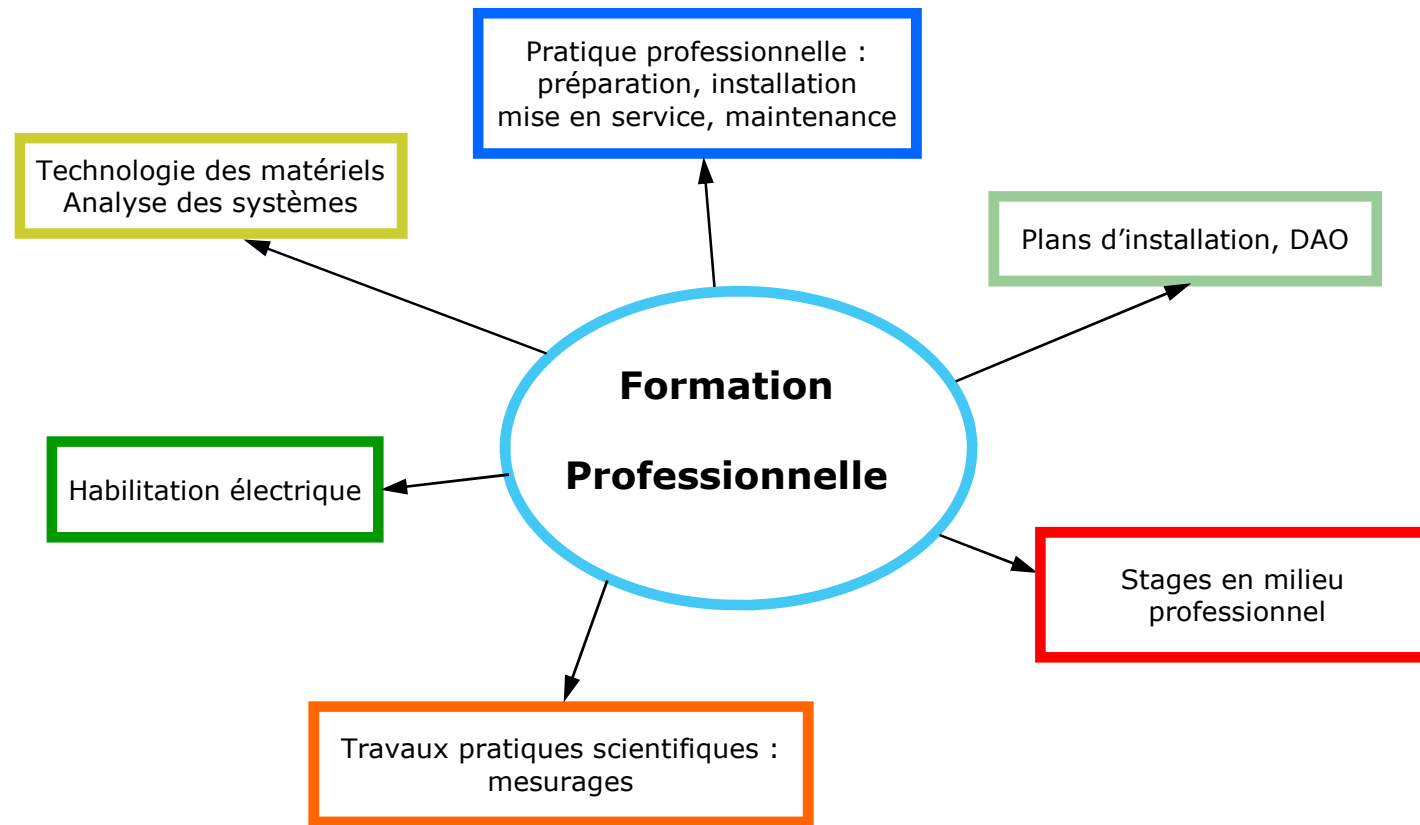 Pratique professionnelle :
préparation, installation
mise en service, maintenance
Technologie des matériels
Analyse des systèmes
Plans d’installation, DAO
Formation
Professionnelle
Habilitation électrique
Stages en milieu
professionnel
Travaux pratiques scientifiques :
mesurages